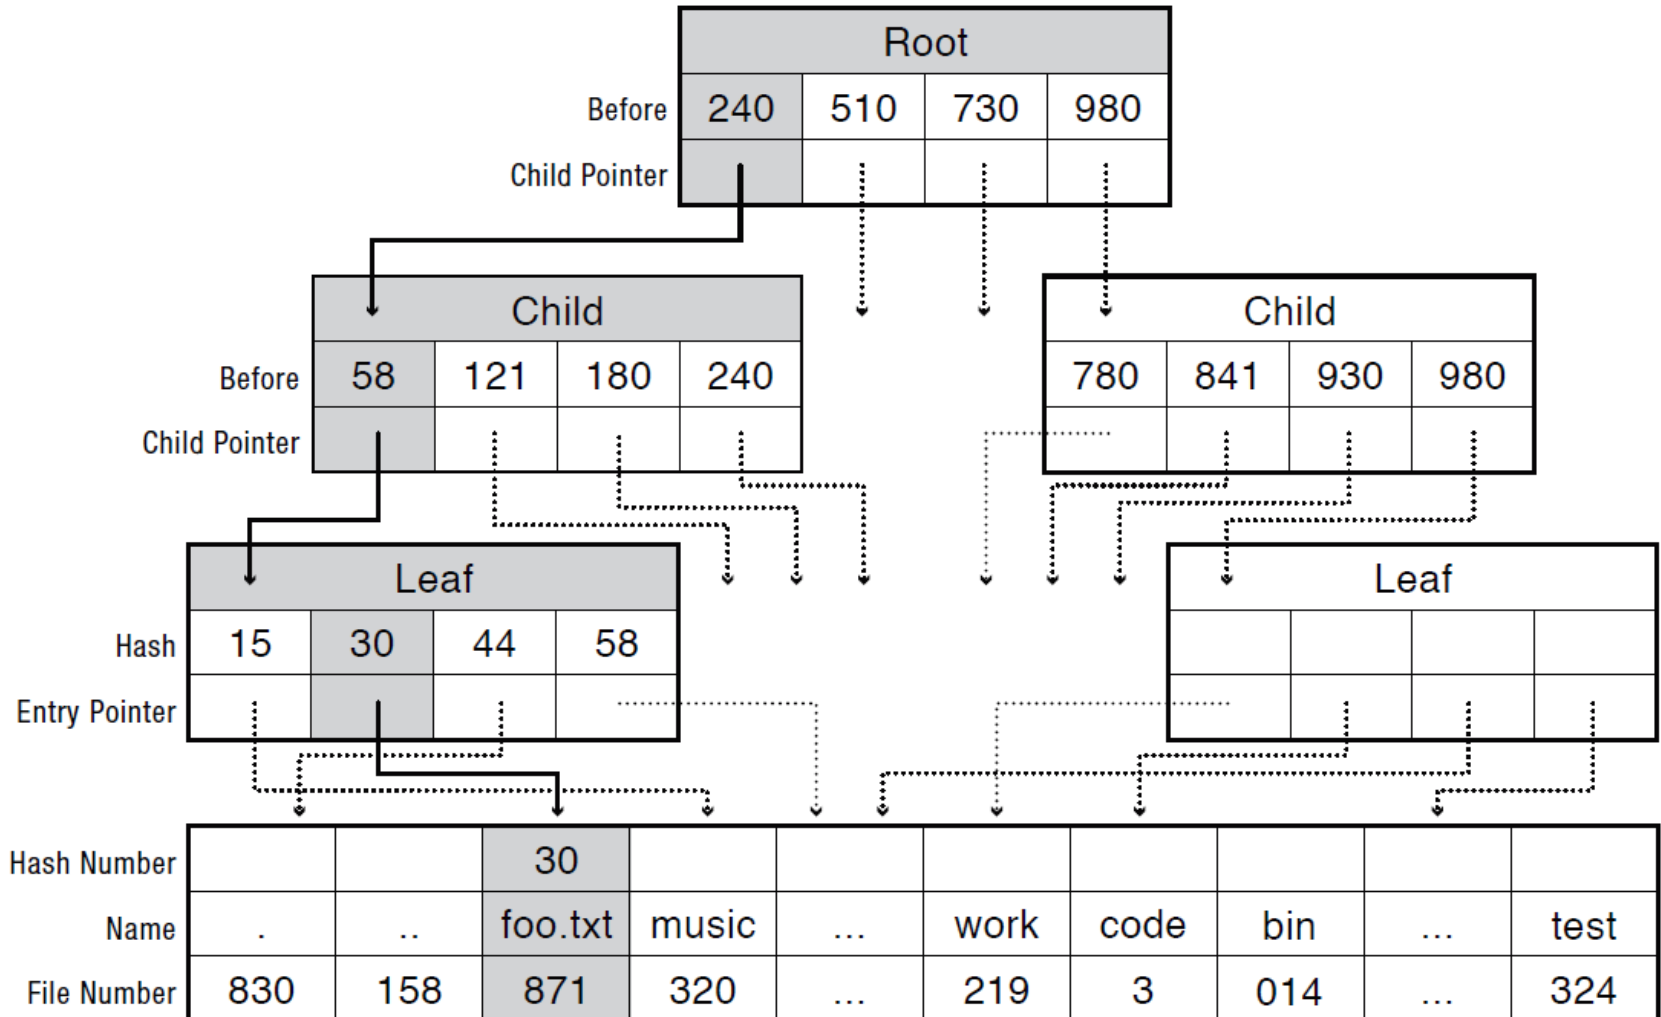 Root
Before 240 510 730 980
Child Pointer
Child Child
Before 58 121 180 240 780 841 930 980
Child Pointer
Leaf Leaf
Hash 15 30 44 58
Entry Pointer
Hash Number 30
Name . .. foo.txt music ... work code bin ... test
File Number 830 158 871 320 ... 219 3 014 ... 324